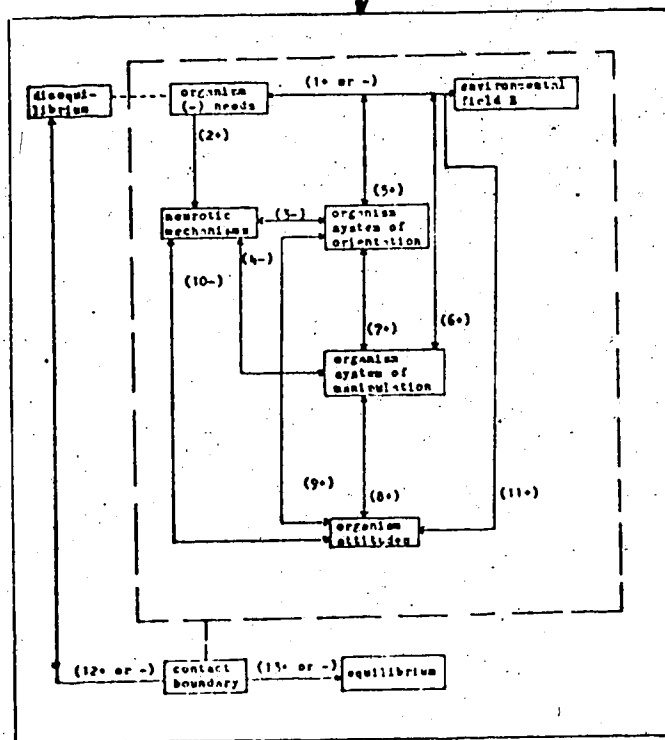 (1+ or -)
disequi-
librium
organism
(-) needs
environmental
field E
(2+)
(5+)
neurotic
mechanisms
(3-)
organism
system of
orientation
(4-)
(10-)
(7+)
(6+)
organism
system of
manipulation
(9+)
(8+)
(11+)
organism
attitudes
(12+ or -)
contact
boundary
(13+ or -)
equilibrium